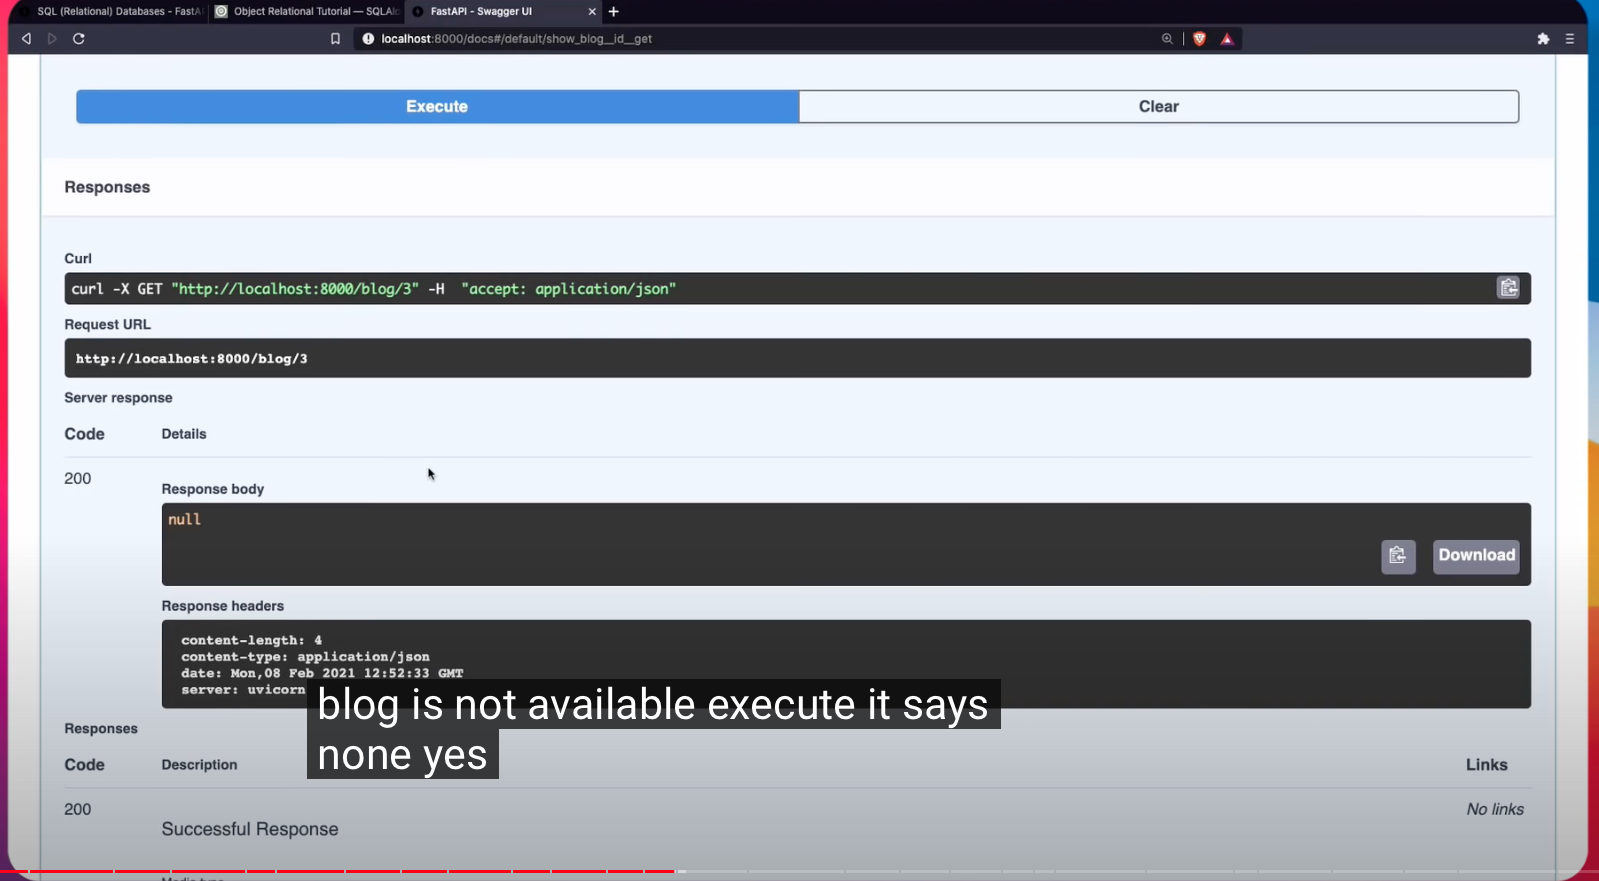 SQL (Relational) Databases - FastA
Object Relational Tutorial — SQLAlc
FastAPI - Swagger UI
localhost:8000/docs#/default/show_blog__id__get
Execute
Clear
Responses
Curl
curl -X GET "http://localhost:8000/blog/3" -H  "accept: application/json"
Request URL
http://localhost:8000/blog/3
Server response
Code
Details
200
Response body
null
Download
Response headers
content-length: 4
content-type: application/json
date: Mon,08 Feb 2021 12:52:33 GMT
server: uvicorn
blog is not available execute it says
none yes
Responses
Code
Description
Links
200
No links
Successful Response